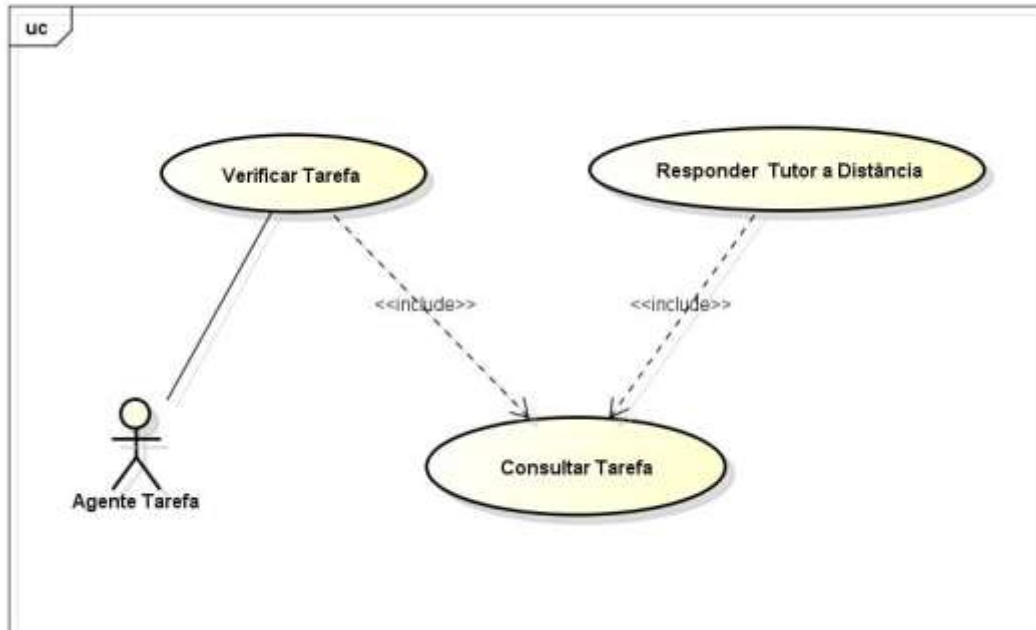 uc
Verificar Tarefa
Responder Tutor a Distância
<<include>>
<<include>>
Consultar Tarefa
Agente Tarefa